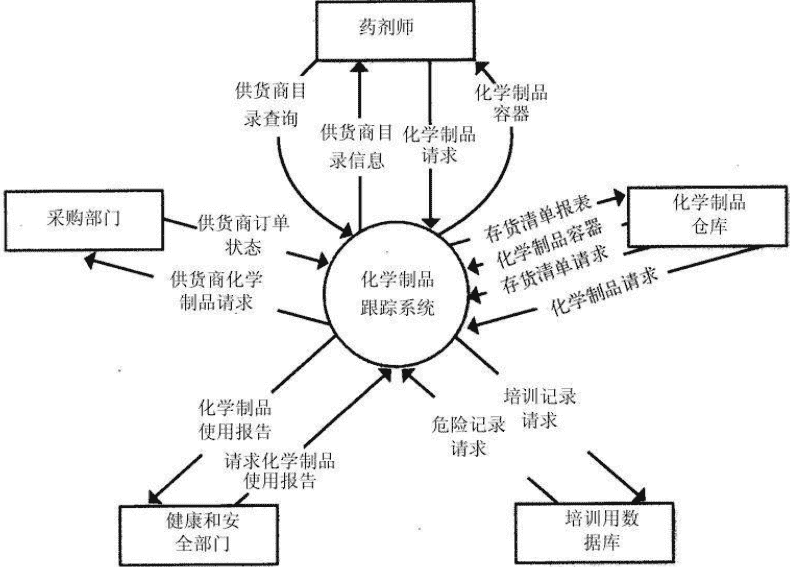 药剂师
供货商目
录查询
供货商目
录信息
化学制品
请求
化学制品
容器
采购部门
供货商订单
状态
供货商化学
制品请求
化学制品
跟踪系统
存货清单报表
化学制品容器
存货清单请求
化学制品请求
化学制品
仓库
化学制品
使用报告
请求化学制品
使用报告
危险记录
请求
培训记录
请求
健康和安
全部门
培训用数
据库